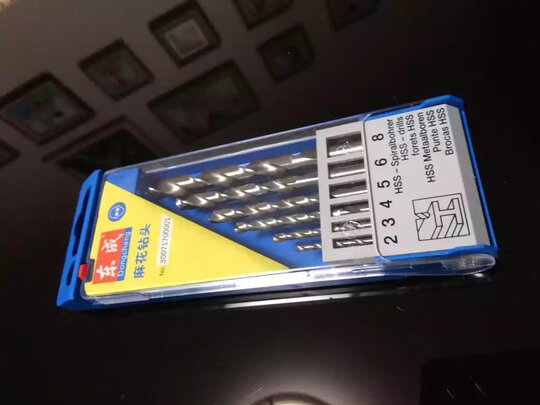 东成
Dongcheng
麻花钻头
No.30071700001
2 3 4 5 6 8
HSS - Spiralbohrer
HSS - drills
forets HSS
HSS Metaalboren
Punte HSS
Brocas HSS